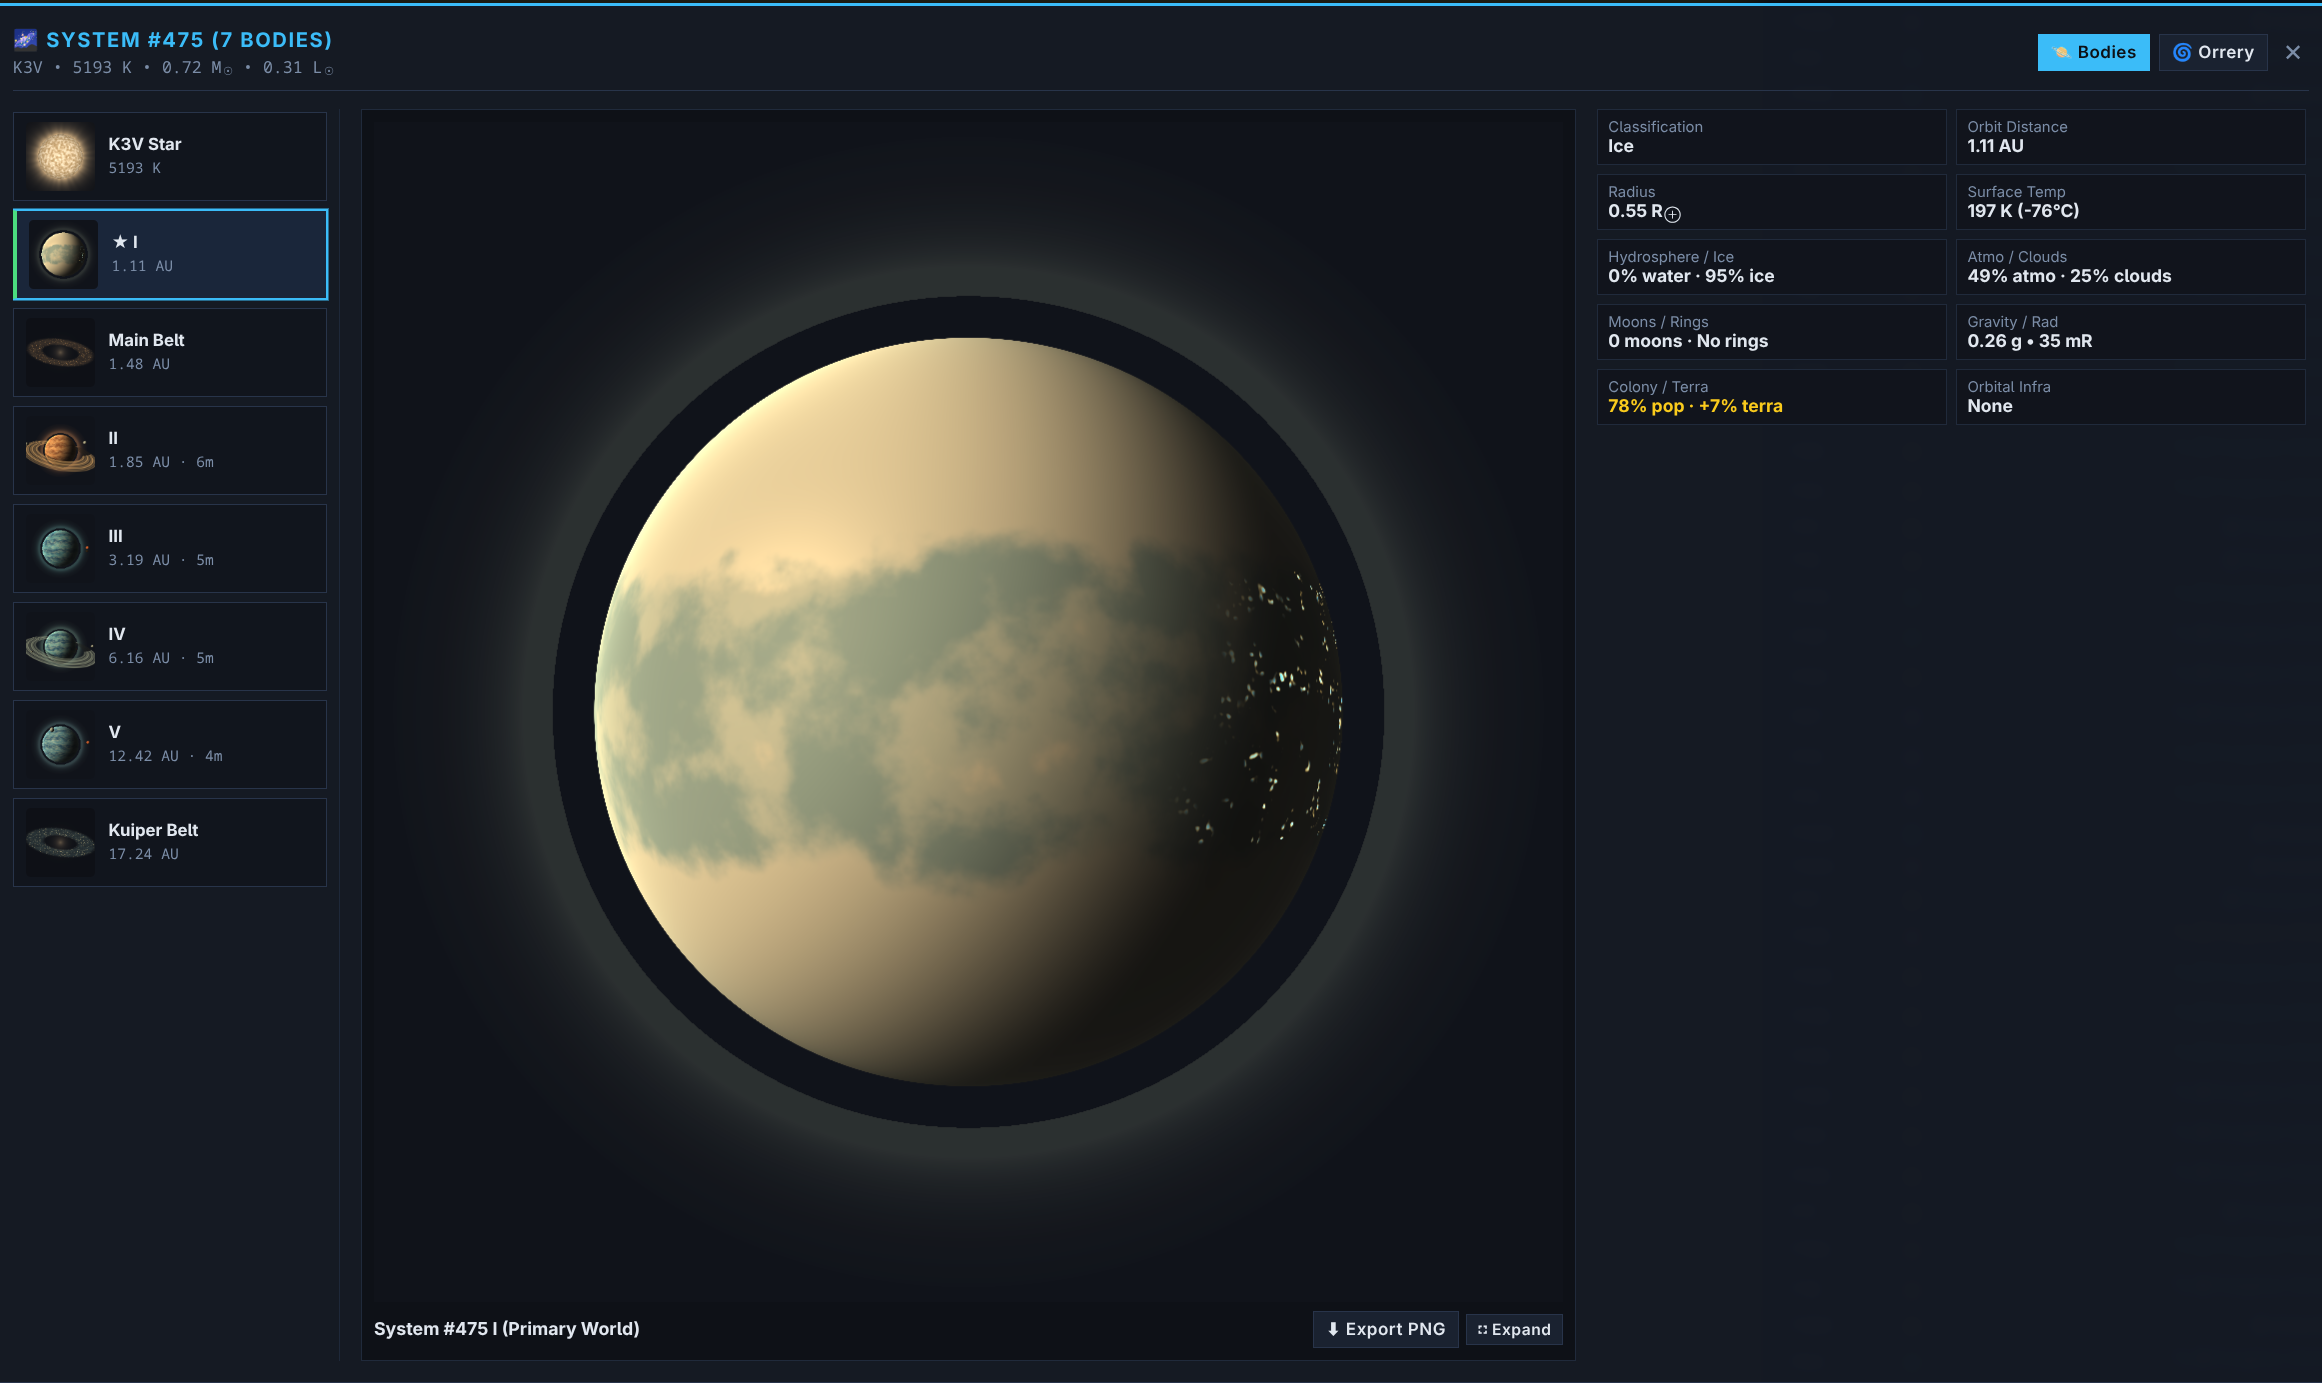 SYSTEM #475 (7 BODIES)
K3V • 5193 K • 0.72 M☉ • 0.31 L☉
Bodies
Orrery
✕
K3V Star
5193 K
★ I
1.11 AU
Main Belt
1.48 AU
II
1.85 AU · 6m
III
3.19 AU · 5m
IV
6.16 AU · 5m
V
12.42 AU · 4m
Kuiper Belt
17.24 AU
System #475 I (Primary World)
⬇ Export PNG
⛶ Expand
Classification
Ice
Orbit Distance
1.11 AU
Radius
0.55 R⊕
Surface Temp
197 K (-76°C)
Hydrosphere / Ice
0% water · 95% ice
Atmo / Clouds
49% atmo · 25% clouds
Moons / Rings
0 moons · No rings
Gravity / Rad
0.26 g • 35 mR
Colony / Terra
78% pop · +7% terra
Orbital Infra
None